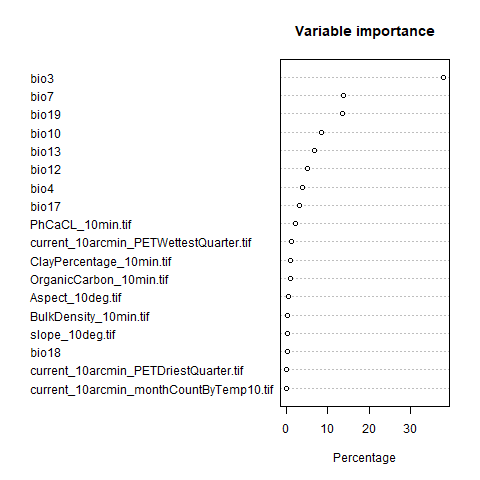 Variable importance
bio3
bio7
bio19
bio10
bio13
bio12
bio4
bio17
PhCaCL_10min.tif
current_10arcmin_PETWettestQuarter.tif
ClayPercentage_10min.tif
OrganicCarbon_10min.tif
Aspect_10deg.tif
BulkDensity_10min.tif
slope_10deg.tif
bio18
current_10arcmin_PETDriestQuarter.tif
current_10arcmin_monthCountByTemp10.tif
0 10 20 30
Percentage